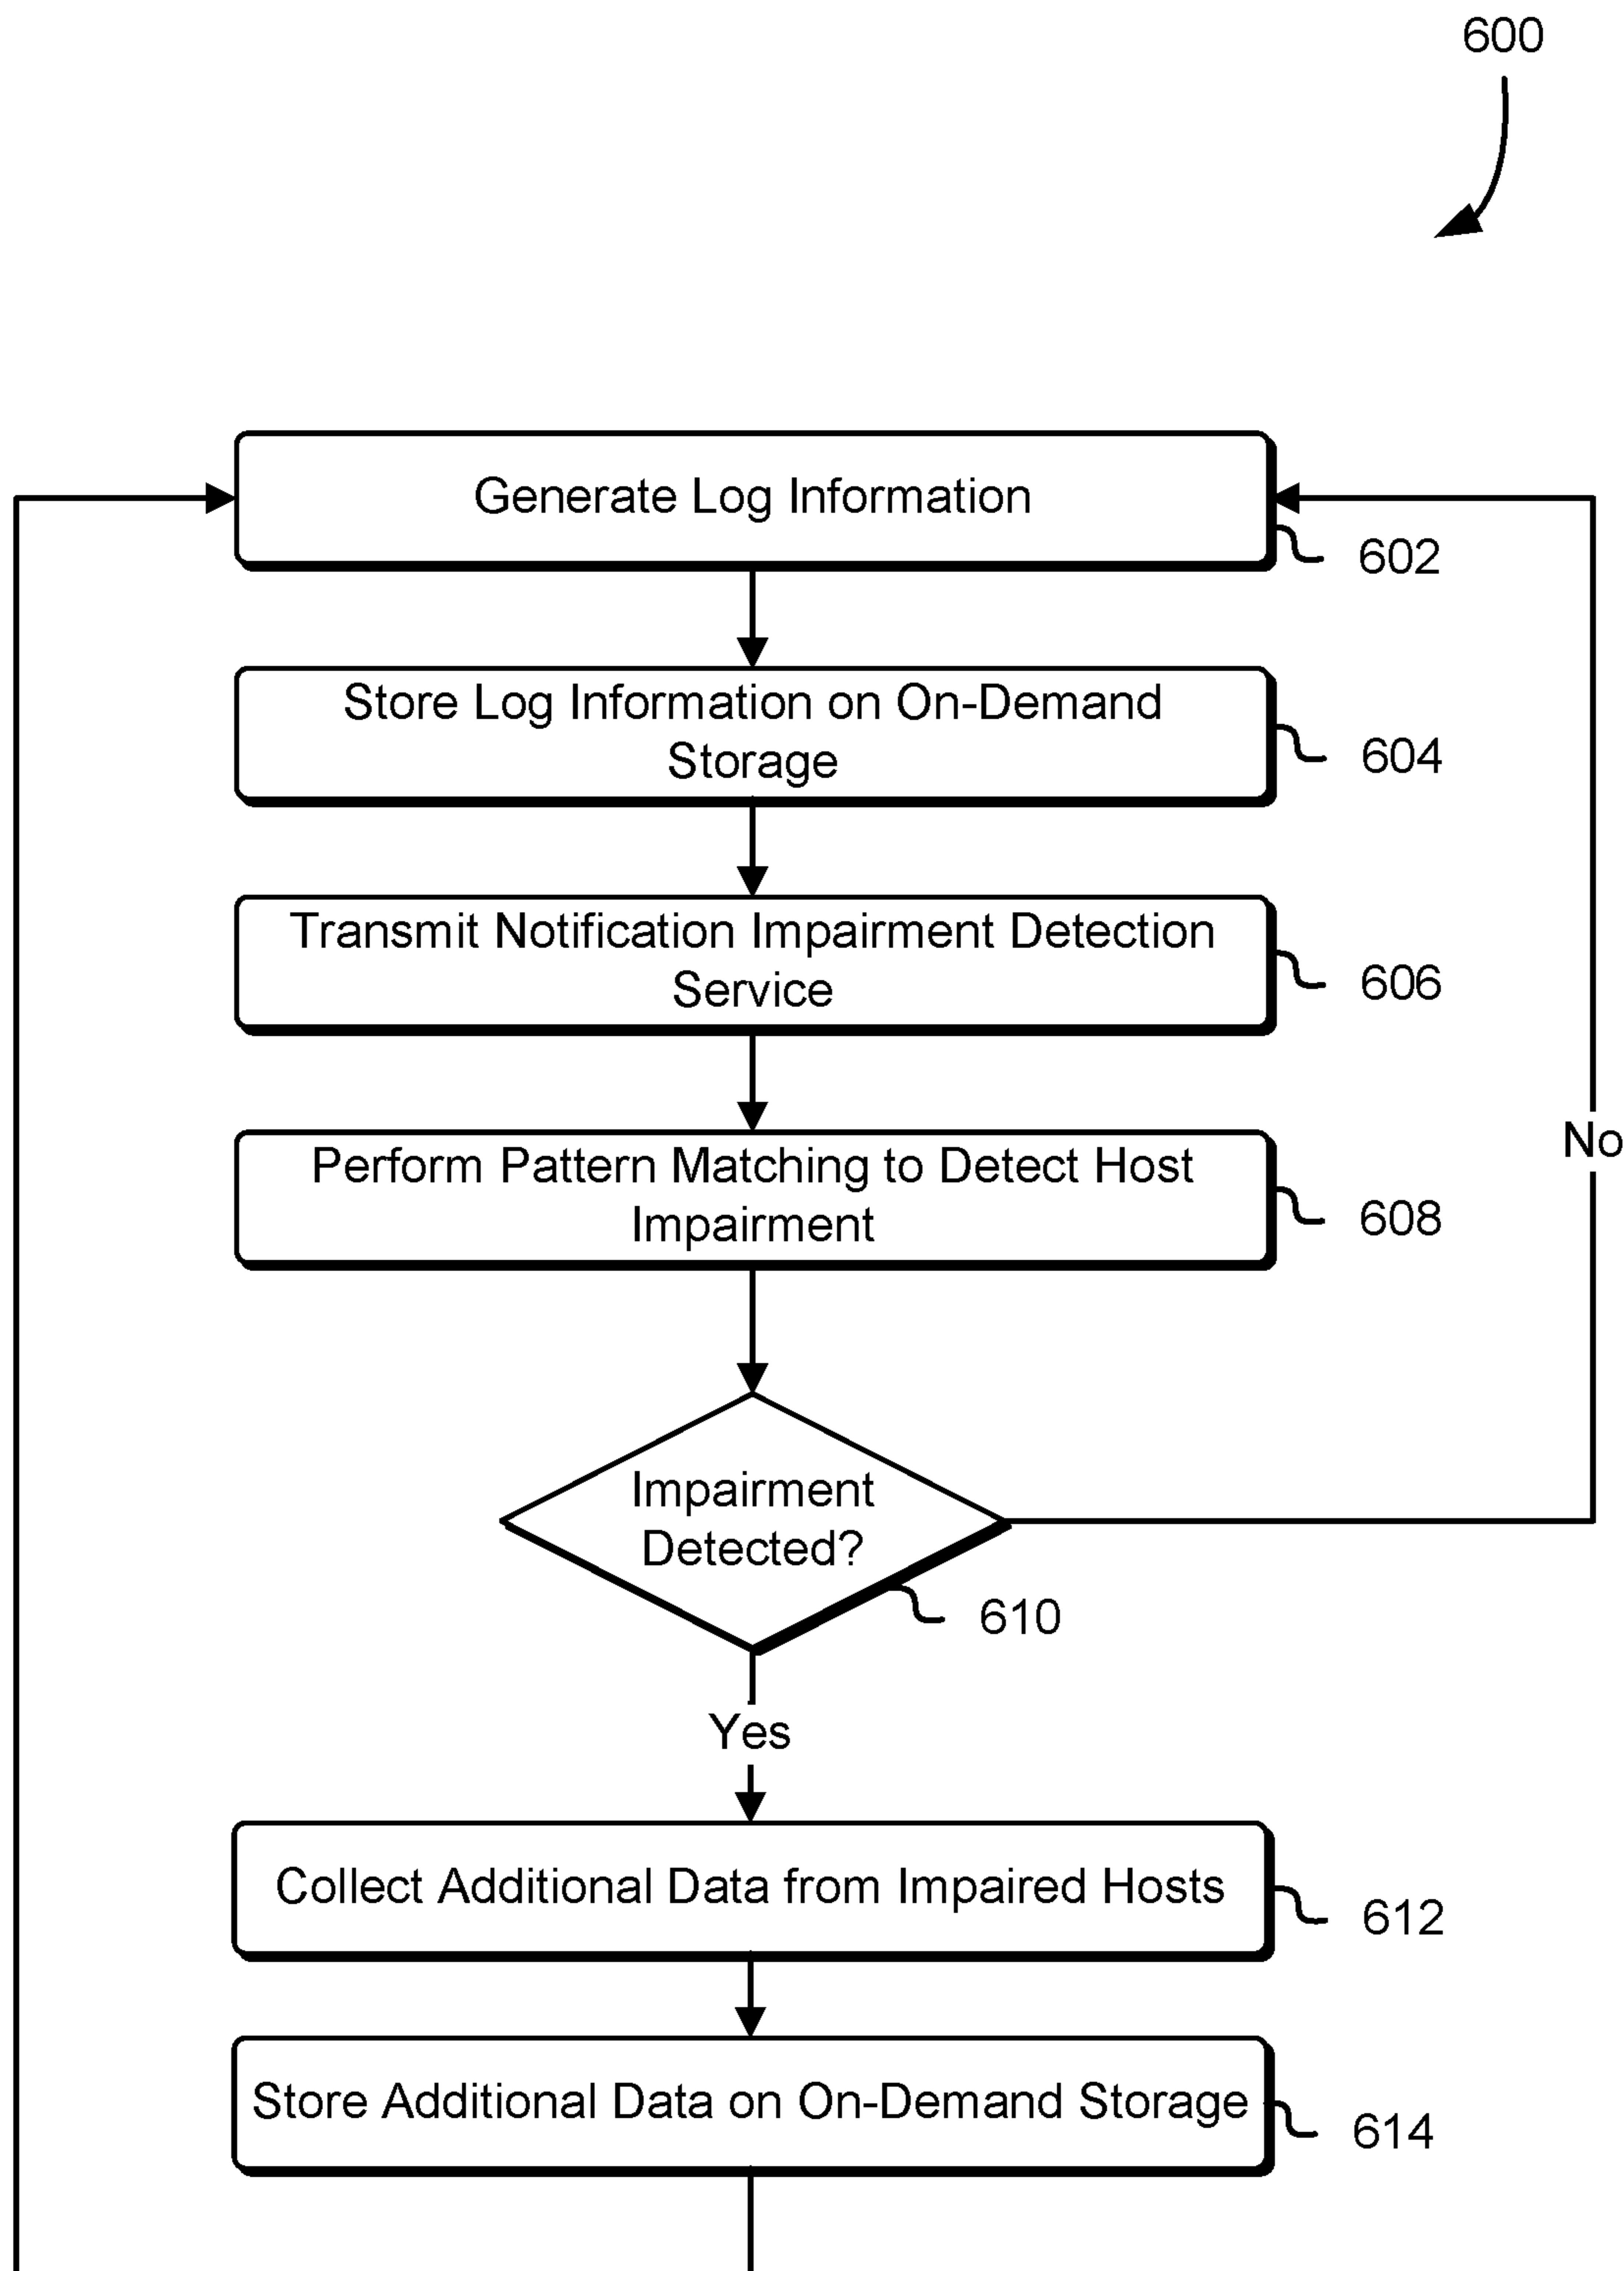 600
Generate Log Information
602
Store Log Information on On-Demand
Storage
604
Transmit Notification Impairment Detection
Service
606
Perform Pattern Matching to Detect Host
Impairment
608
No
Impairment
Detected?
610
Yes
Collect Additional Data from Impaired Hosts
612
Store Additional Data on On-Demand Storage
614